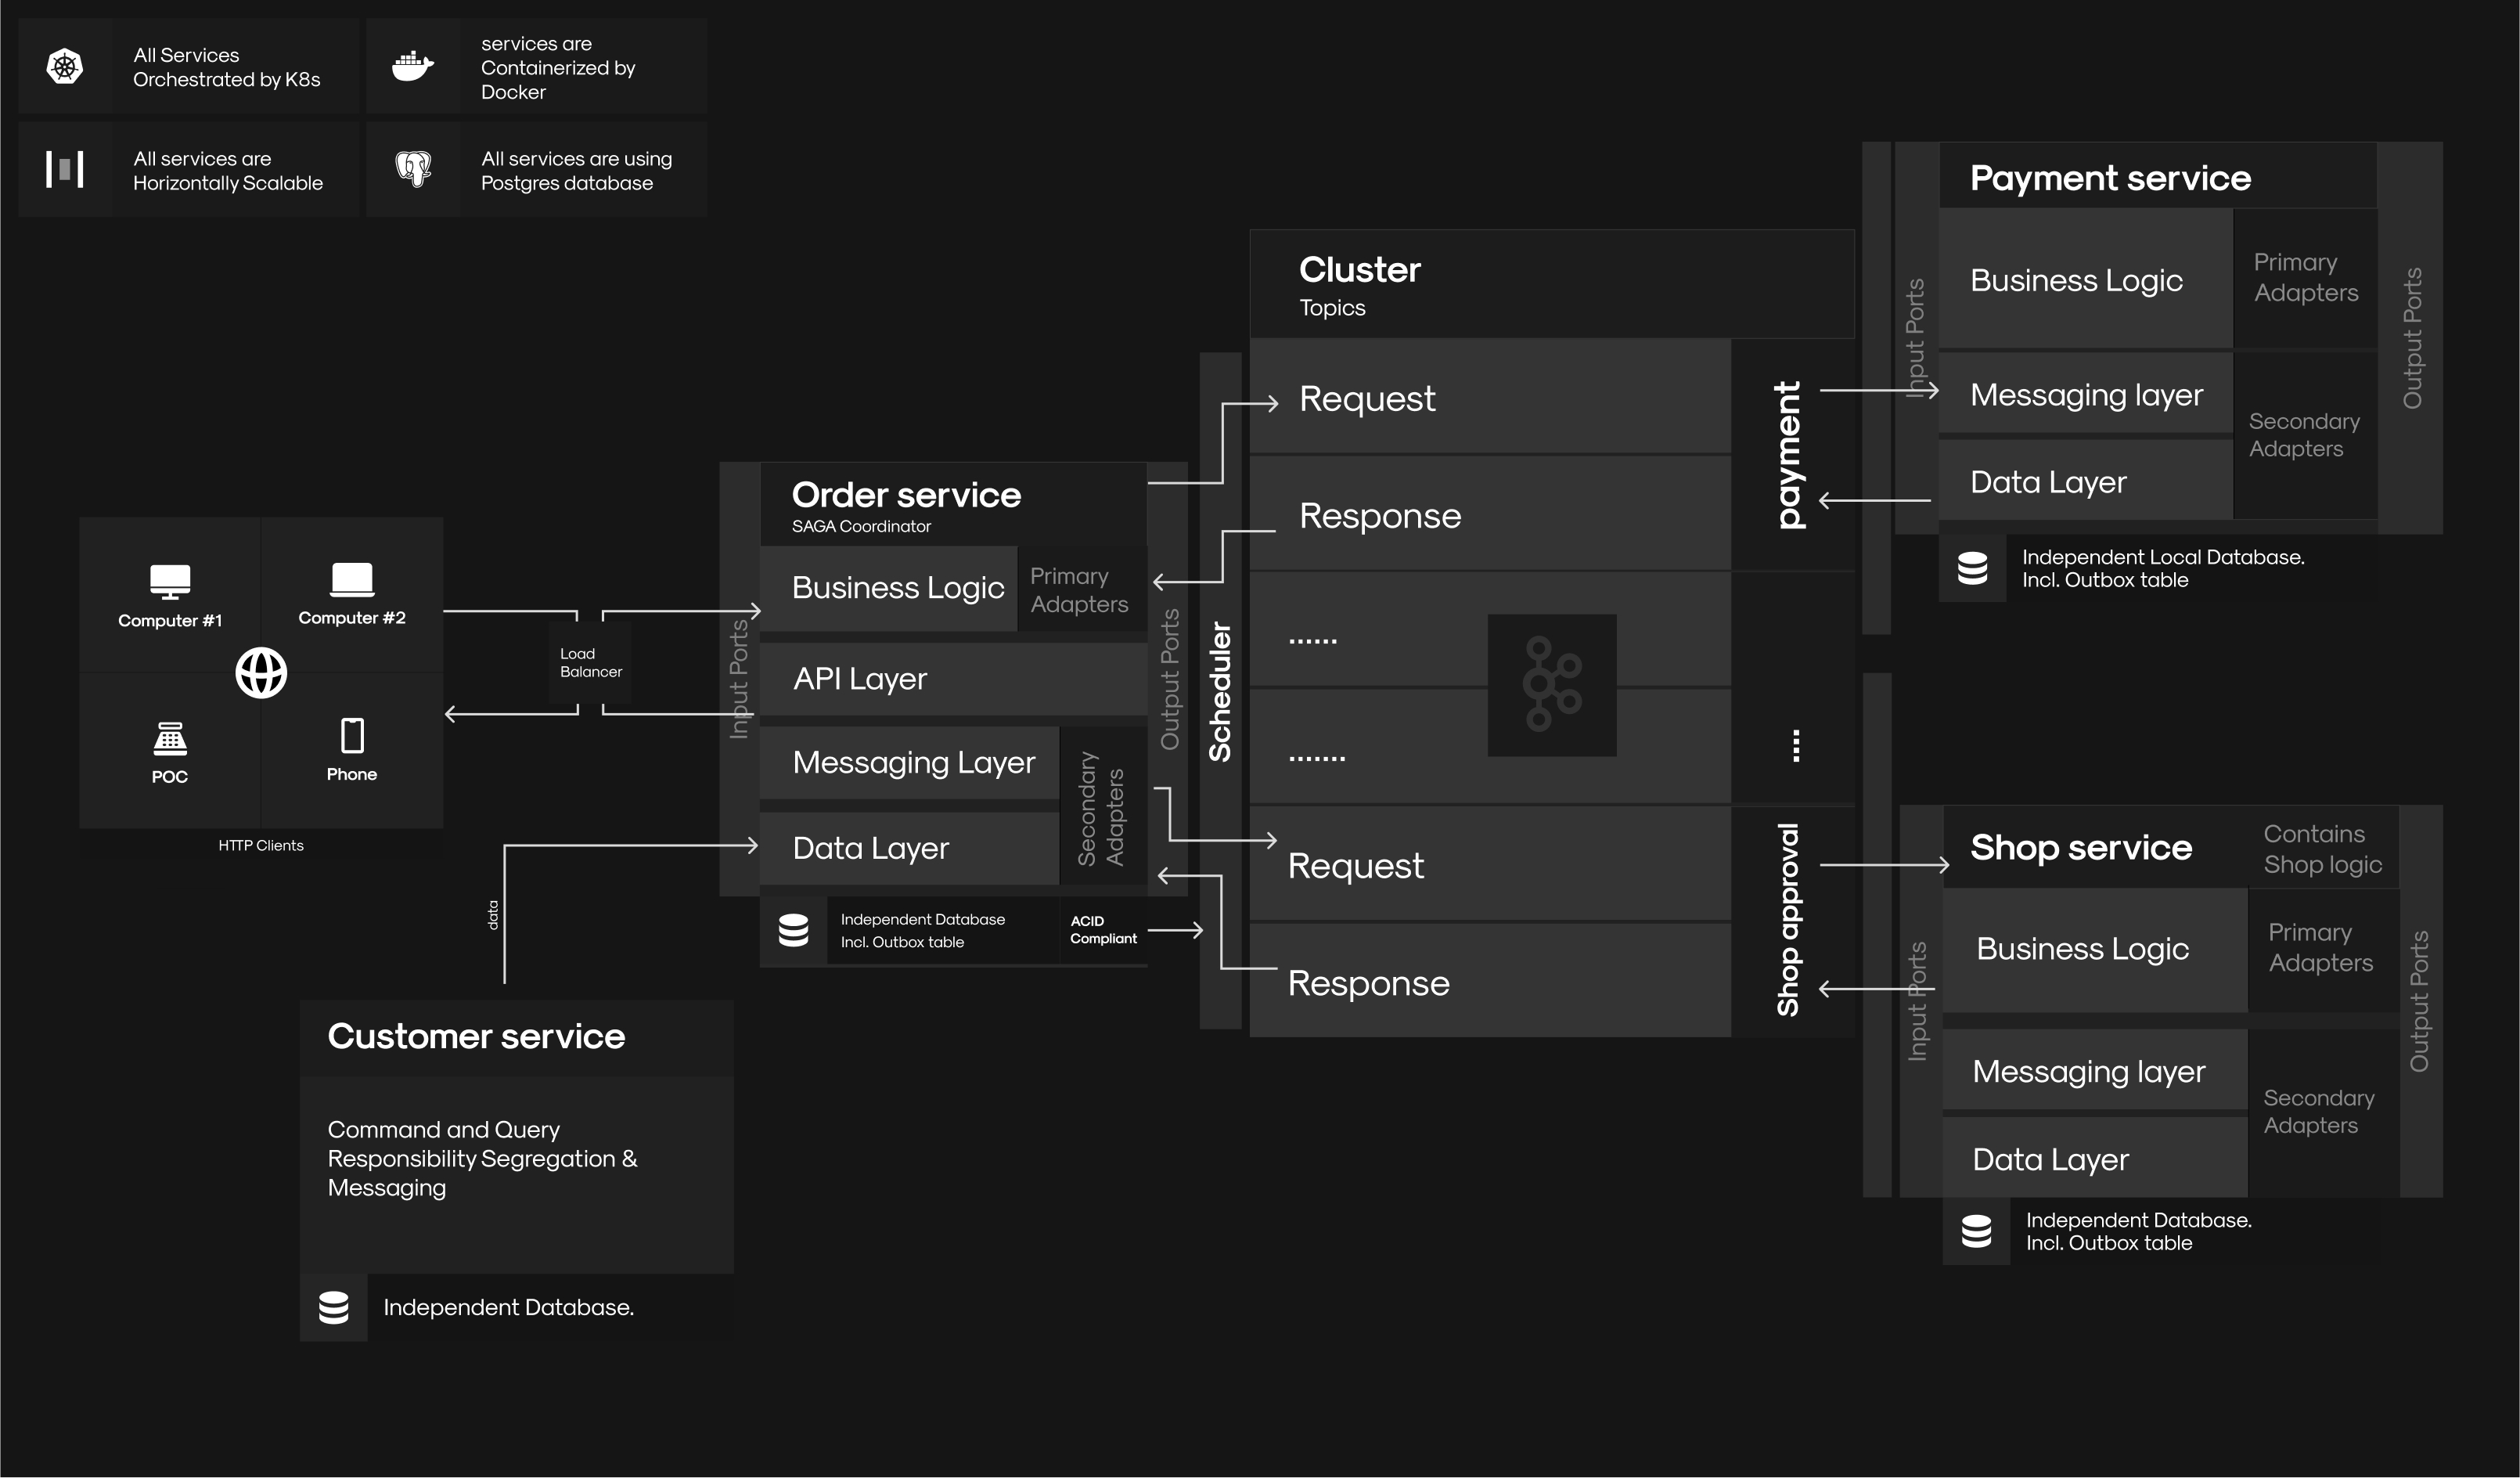 All Services
Orchestrated by K8s
services are
Containerized by
Docker
All services are
Horizontally Scalable
All services are using
Postgres database
Computer #1
Computer #2
POC
Phone
HTTP Clients
Load
Balancer
data
Customer service
Command and Query
Responsibility Segregation &
Messaging
Independent Database.
Input Ports
Order service
SAGA Coordinator
Business Logic
Primary
Adapters
API Layer
Messaging Layer
Data Layer
Secondary
Adapters
Output Ports
Independent Database
Incl. Outbox table
ACID
Compliant
Scheduler
Cluster
Topics
Request
Response
......
.......
Request
Response
payment
....
Shop approval
Input Ports
Payment service
Business Logic
Primary
Adapters
Messaging layer
Data Layer
Secondary
Adapters
Output Ports
Independent Local Database.
Incl. Outbox table
Input Ports
Shop service
Contains
Shop logic
Business Logic
Primary
Adapters
Messaging layer
Data Layer
Secondary
Adapters
Output Ports
Independent Database.
Incl. Outbox table